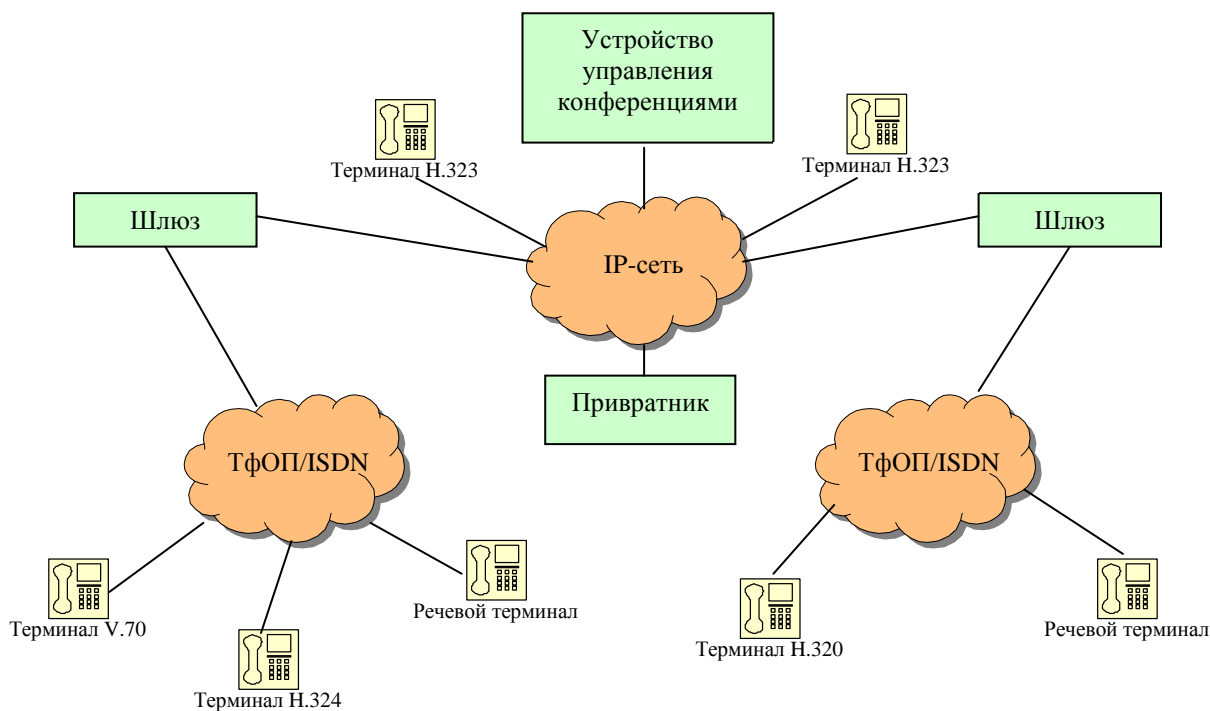 Устройство
управления
конференциями
Терминал H.323
Терминал H.323
Шлюз
Шлюз
IP-сеть
Привратник
ТфОП/ISDN
ТфОП/ISDN
Терминал V.70
Терминал H.324
Речевой терминал
Терминал H.320
Речевой терминал